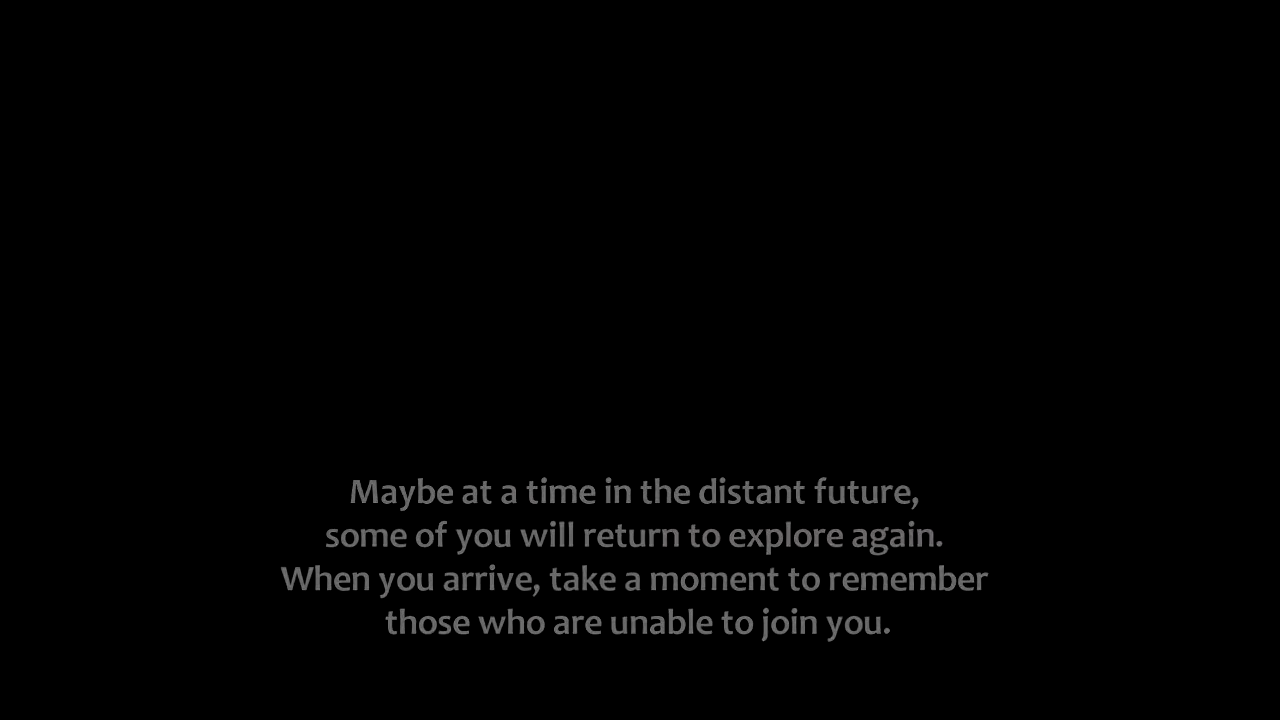 Maybe at a time in the distant future,
some of you will return to explore again.
When you arrive, take a moment to remember
those who are unable to join you.